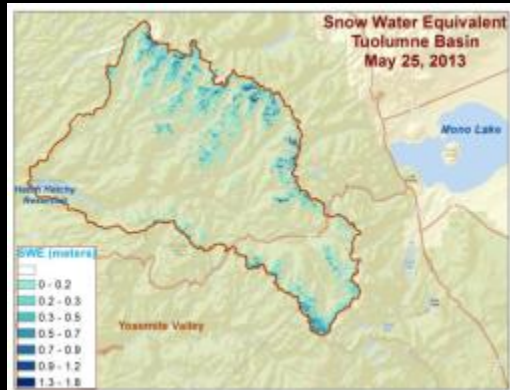 Snow Water Equivalent
Tuolumne Basin
May 25, 2013
Mono Lake
Hetch Hetchy
Reservoir
SWE (meters)
0 - 0.2
0.2 - 0.3
0.3 - 0.5
0.5 - 0.7
0.7 - 0.9
0.9 - 1.2
1.3 - 1.8
Yosemite Valley